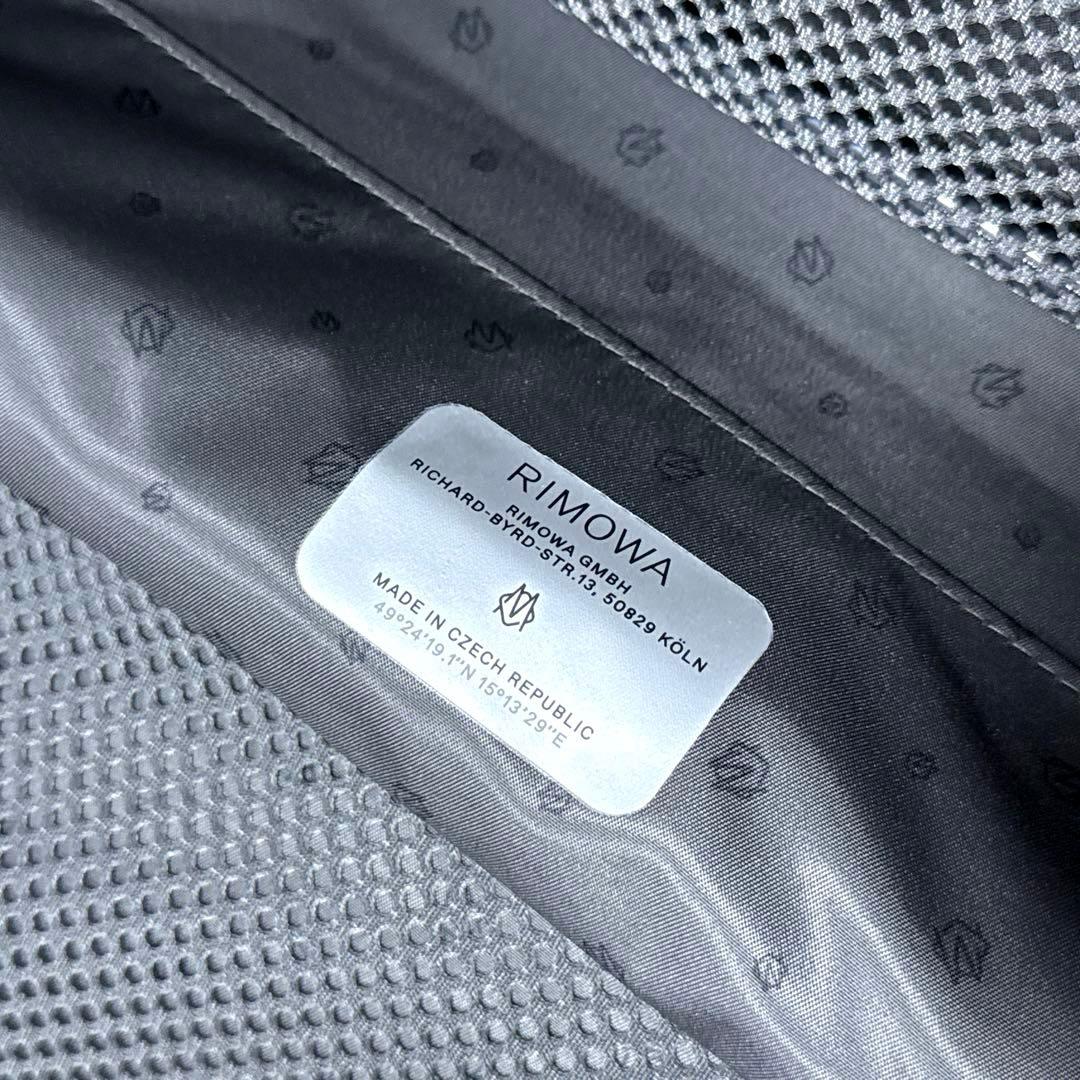 RIMOWA
RIMOWA GMBH
RICHARD-BYRD-STR.13, 50829 KÖLN
MADE IN CZECH REPUBLIC
49°24'19.1"N 15°13'29"E